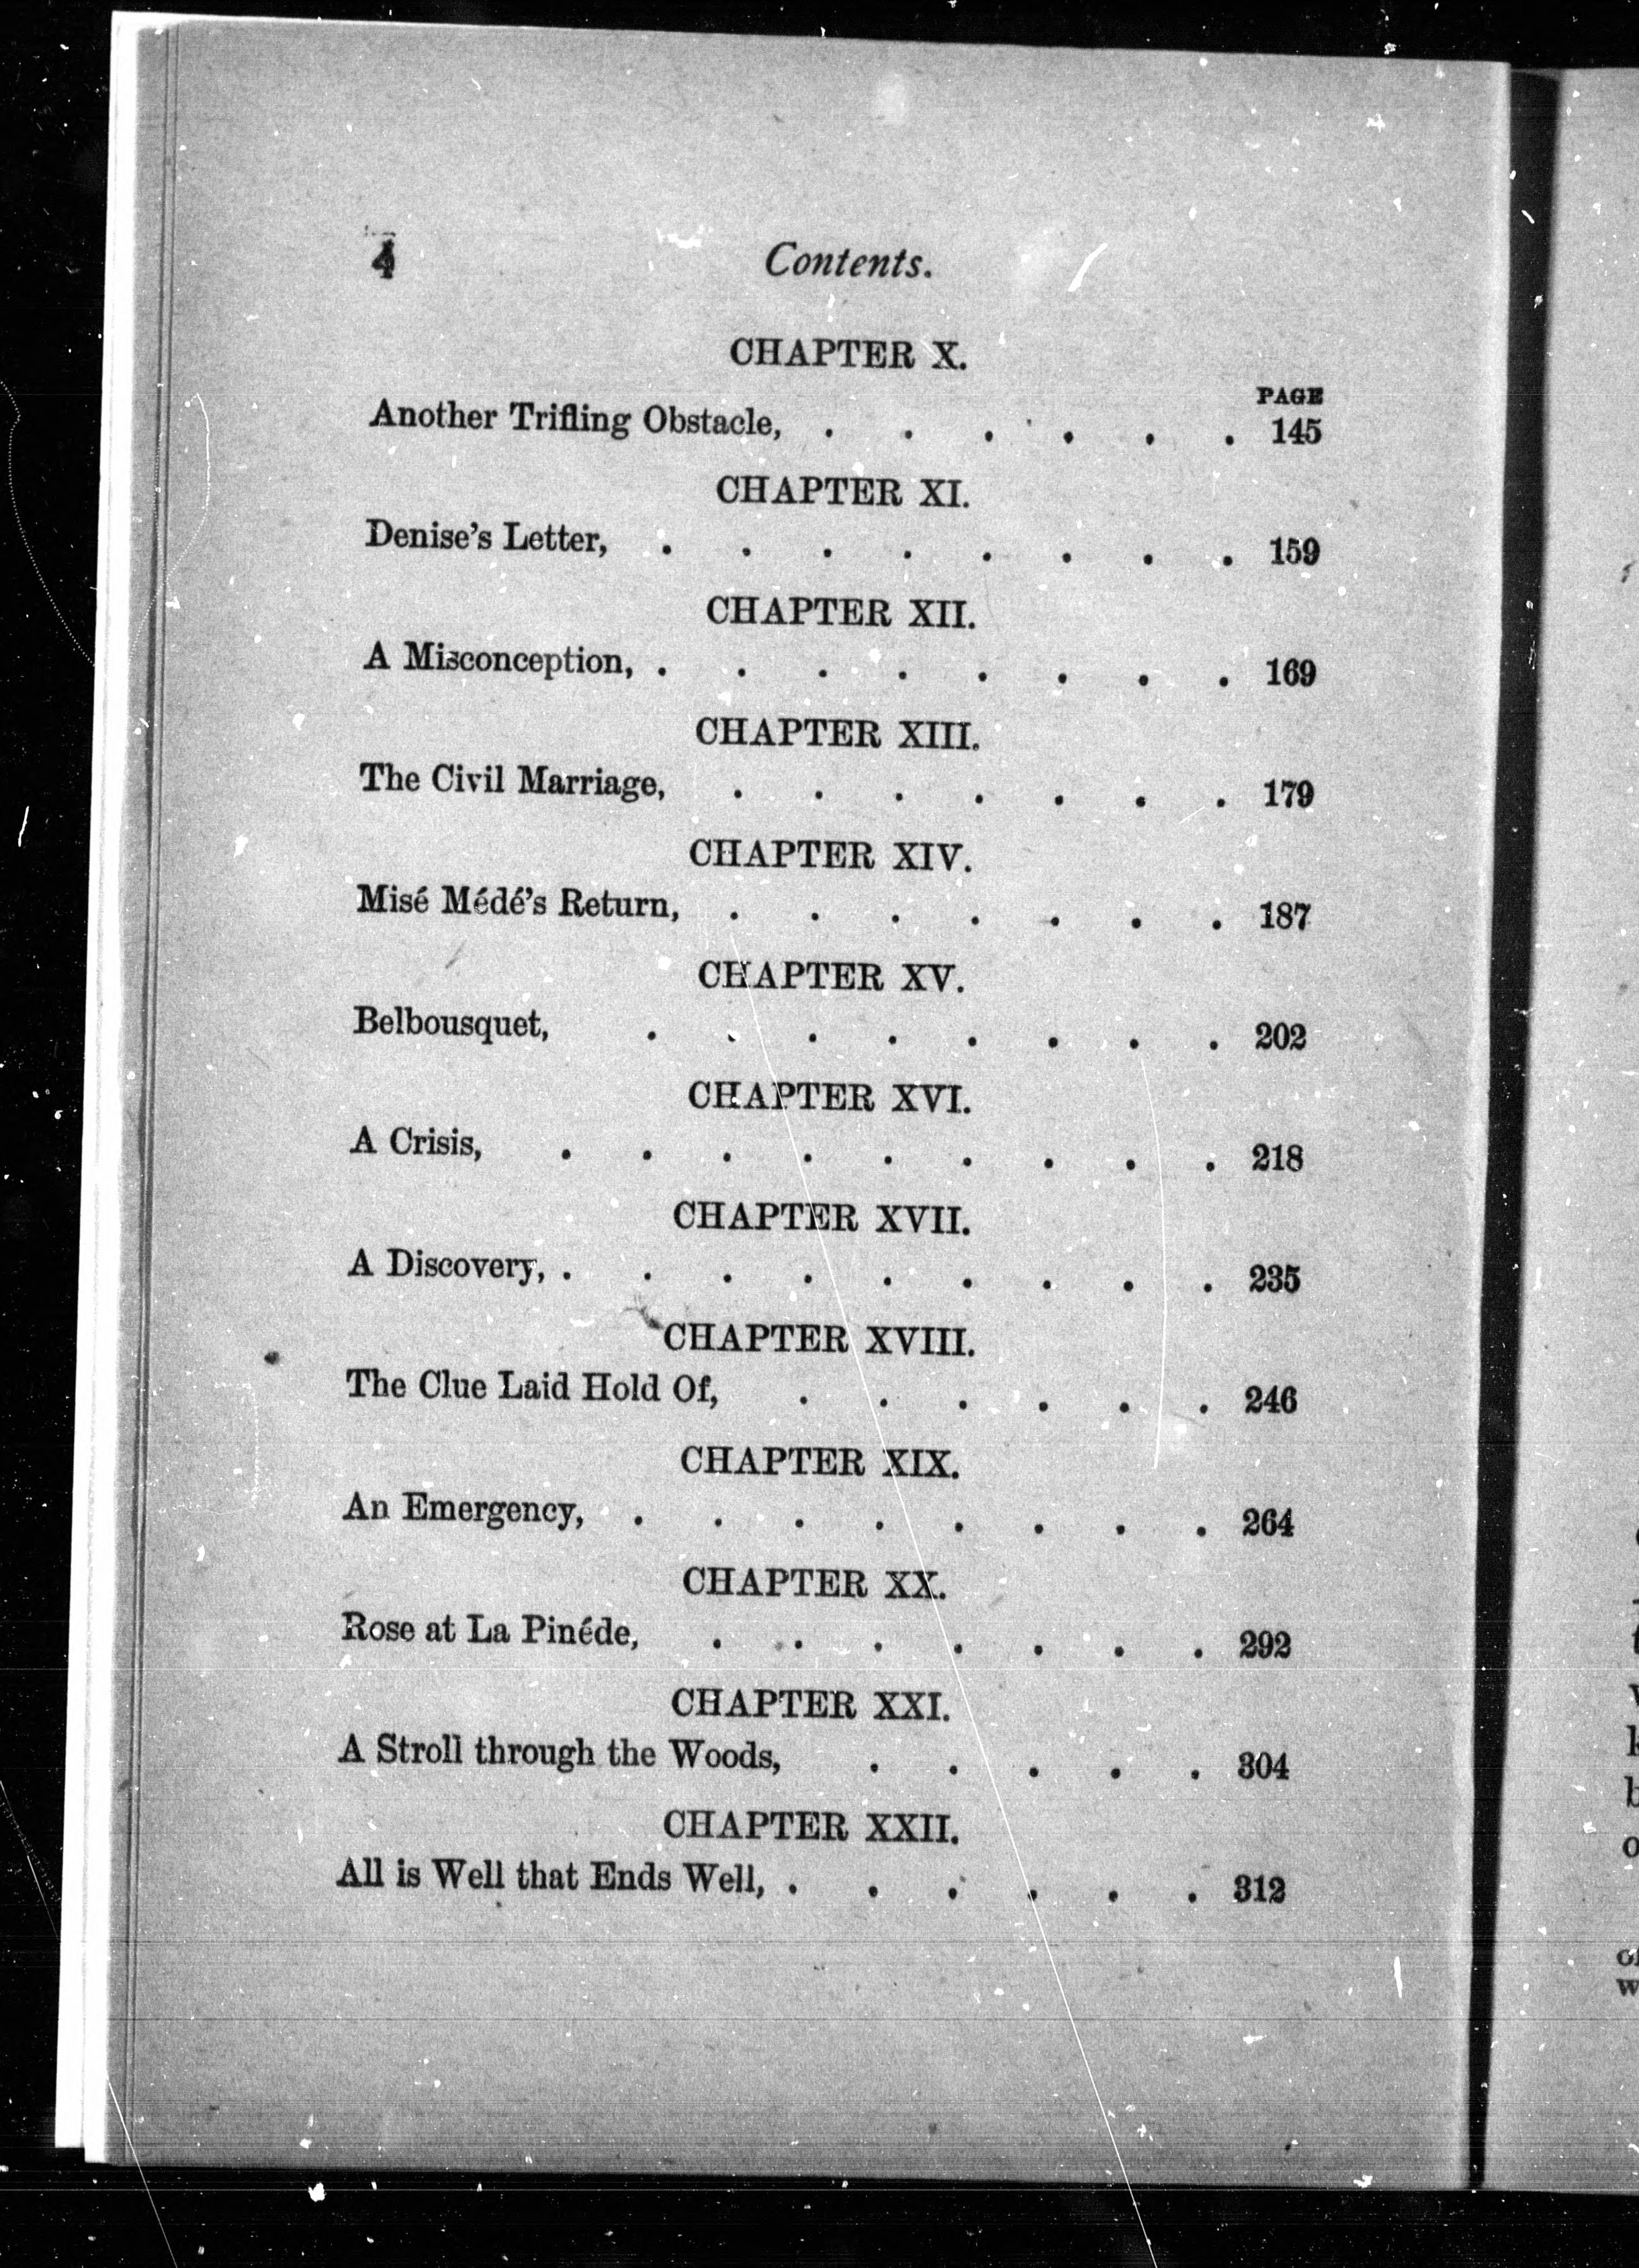 4 Contents.
CHAPTER X.
PAGE
Another Trifling Obstacle, . . . . . . 145
CHAPTER XI.
Denise's Letter, . . . . . . . . 159
CHAPTER XII.
A Misconception, . . . . . . . . 169
CHAPTER XIII.
The Civil Marriage, . . . . . . . 179
CHAPTER XIV.
Misé Médé's Return, . . . . . . . 187
CHAPTER XV.
Belbousquet, . . . . . . . . 202
CHAPTER XVI.
A Crisis, . . . . . . . . . 218
CHAPTER XVII.
A Discovery, . . . . . . . . . 235
CHAPTER XVIII.
The Clue Laid Hold Of, . . . . . . 246
CHAPTER XIX.
An Emergency, . . . . . . . . 264
CHAPTER XX.
Rose at La Pinéde, . . . . . . . 292
CHAPTER XXI.
A Stroll through the Woods, . . . . . 304
CHAPTER XXII.
All is Well that Ends Well, . . . . . . 312